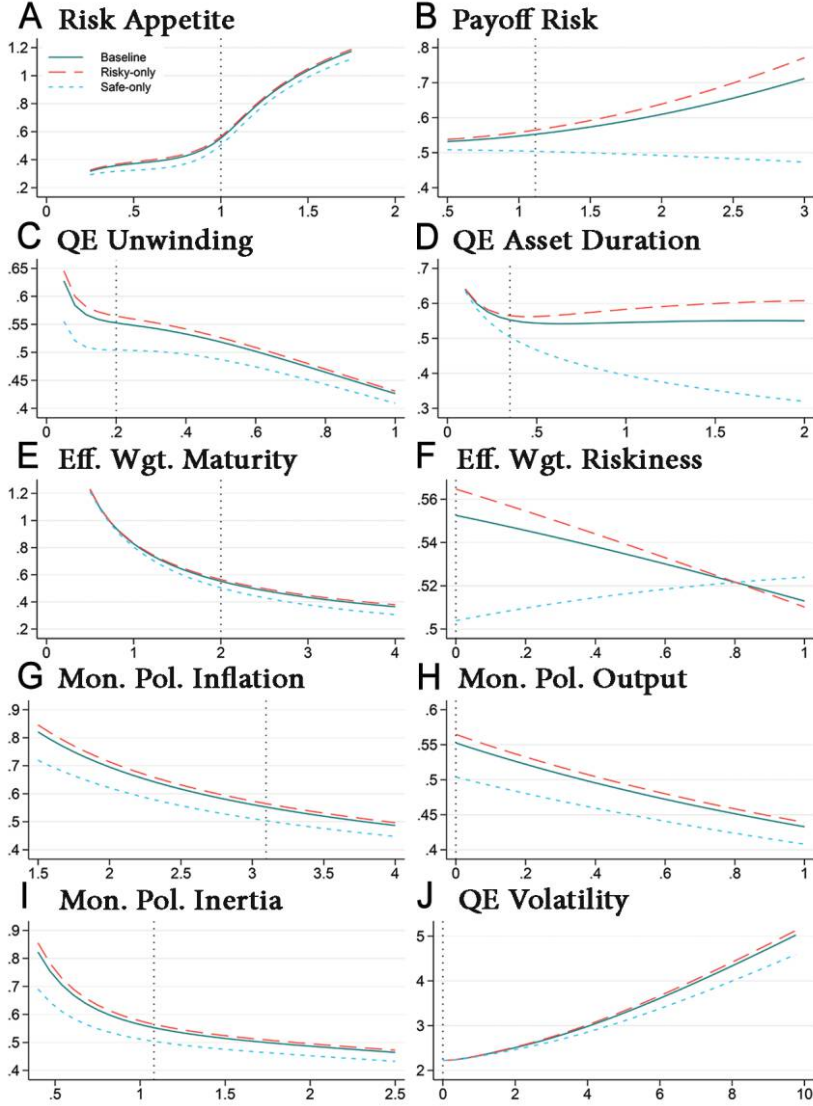 A Risk Appetite
1.2
1
.8
.6
.4
.2
Baseline
Risky-only
Safe-only
0 .5 1 1.5 2
B Payoff Risk
.8
.7
.6
.5
.4
.5 1 1.5 2 2.5 3
C QE Unwinding
.65
.6
.55
.5
.45
.4
0 .2 .4 .6 .8 1
D QE Asset Duration
.7
.6
.5
.4
.3
0 .5 1 1.5 2
E Eff. Wgt. Maturity
1.2
1
.8
.6
.4
.2
0 1 2 3 4
F Eff. Wgt. Riskiness
.56
.54
.52
.5
0 .2 .4 .6 .8 1
G Mon. Pol. Inflation
.9
.8
.7
.6
.5
.4
1.5 2 2.5 3 3.5 4
H Mon. Pol. Output
.6
.55
.5
.45
.4
0 .2 .4 .6 .8 1
I Mon. Pol. Inertia
.9
.8
.7
.6
.5
.4
.5 1 1.5 2 2.5
J QE Volatility
5
4
3
2
0 2 4 6 8 10